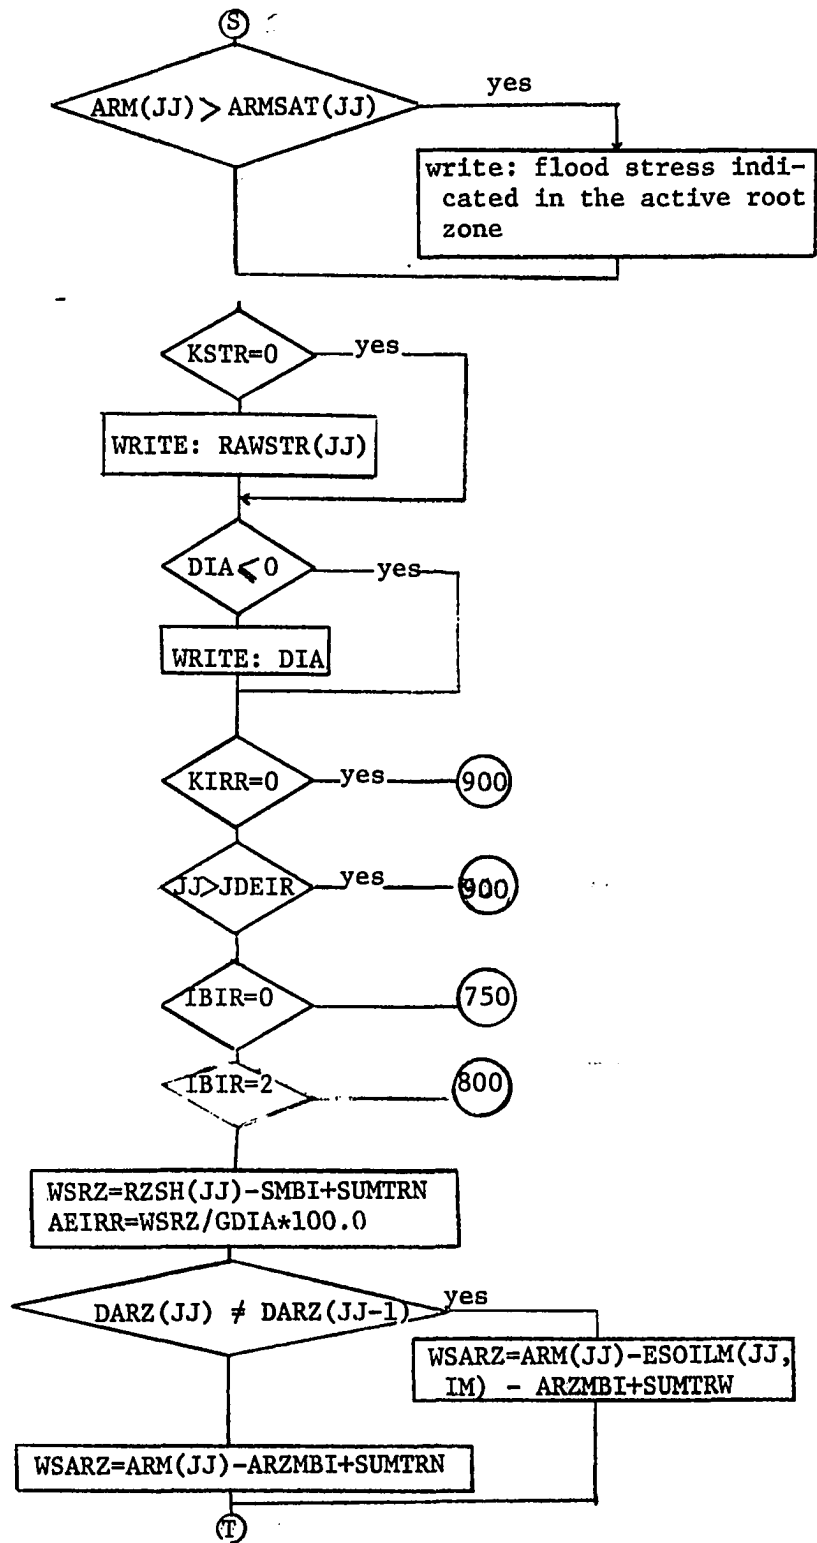 S
ARM(JJ) > ARMSAT(JJ)
yes
write: flood stress indi-
cated in the active root
zone
KSTR=0
yes
WRITE: RAWSTR(JJ)
DIA ⩽ 0
yes
WRITE: DIA
KIRR=0
yes
900
JJ>JDEIR
yes
900
IBIR=0
750
IBIR=2
800
WSRZ=RZSH(JJ)-SMBI+SUMTRN
AEIRR=WSRZ/GDIA*100.0
DARZ(JJ) ≠ DARZ(JJ-1)
yes
WSARZ=ARM(JJ)-ESOILM(JJ,
IM) - ARZMBI+SUMTRW
WSARZ=ARM(JJ)-ARZMBI+SUMTRN
T